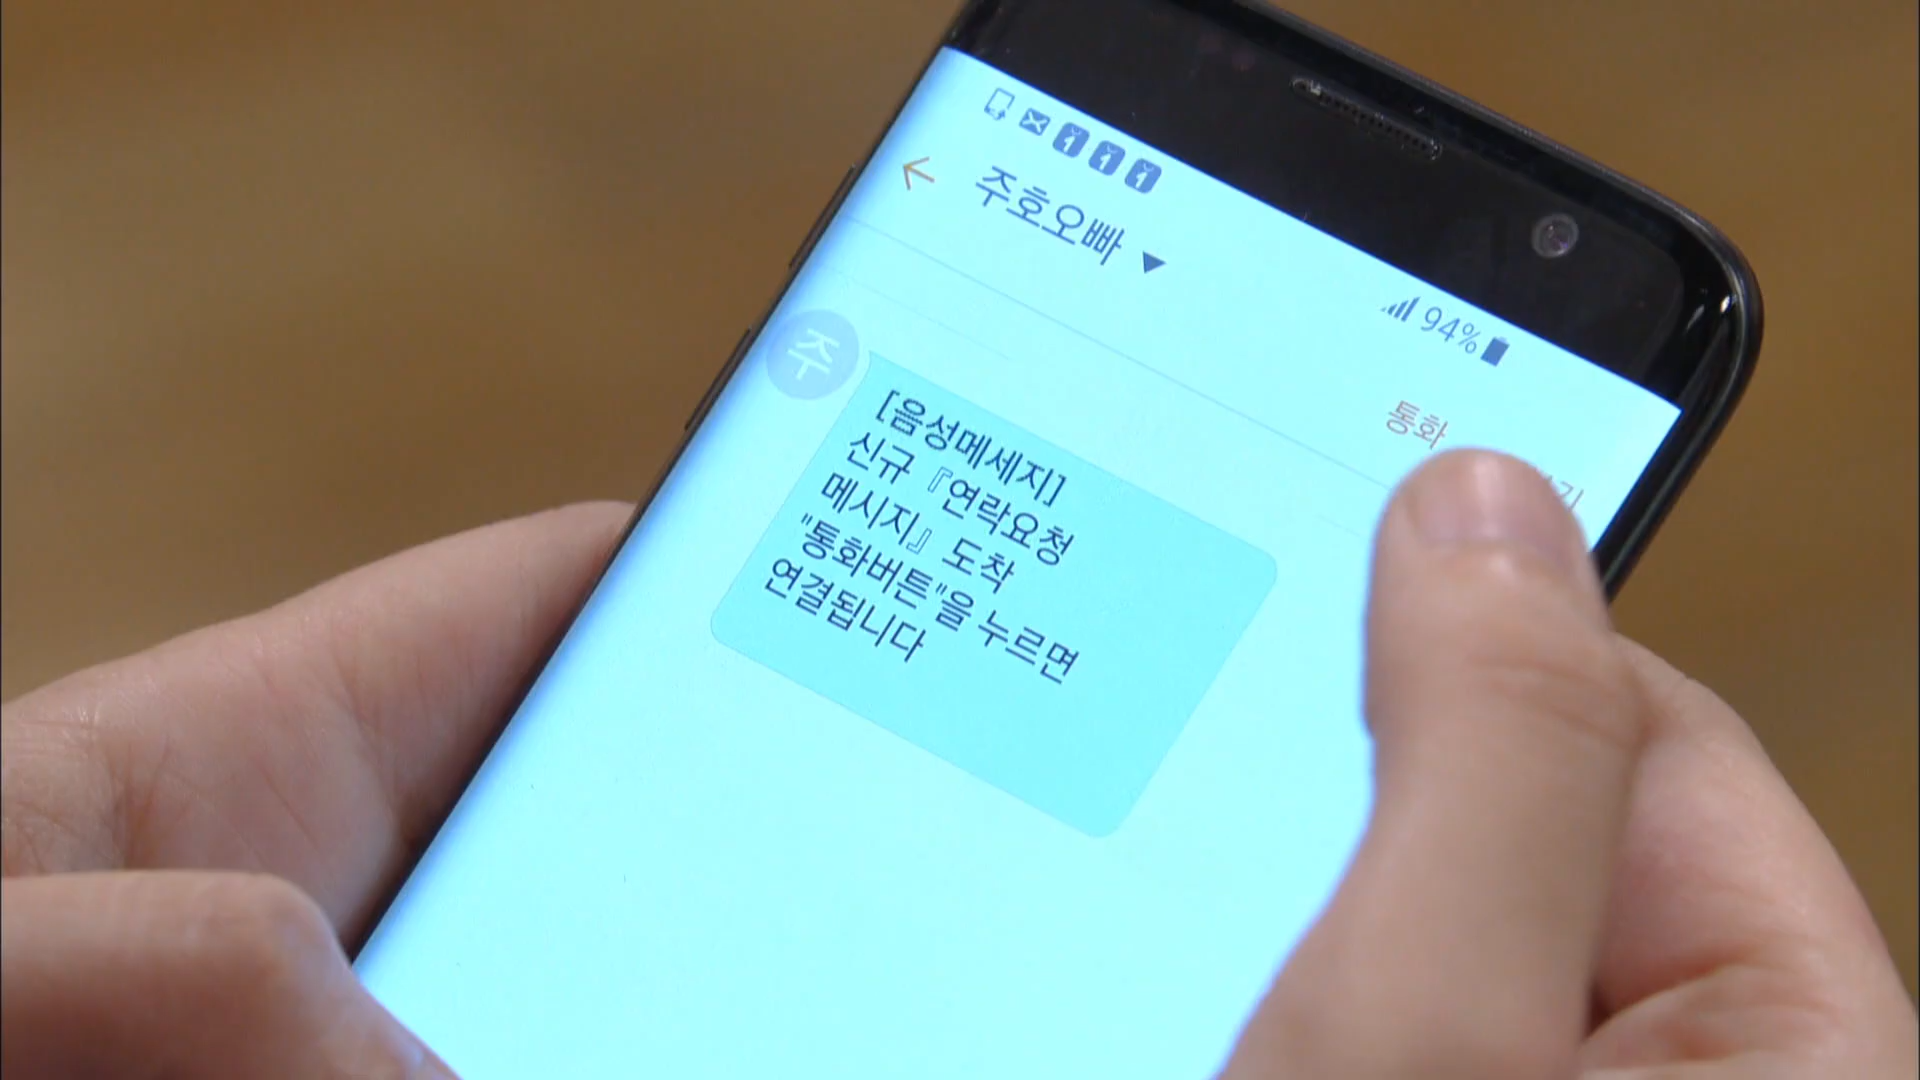 주호오빠
94%
통화
주
[음성메세지]
신규『연락요청
메시지』도착
"통화버튼"을 누르면
연결됩니다